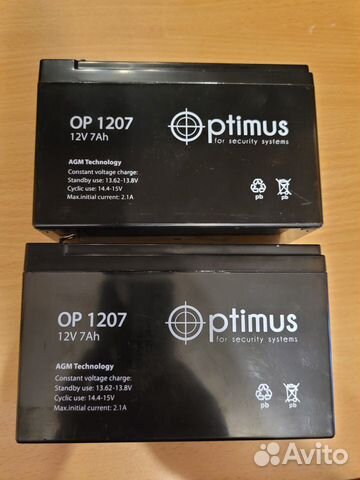 OP 1207
12V 7Ah
Optimus
for security systems
AGM Technology
Constant voltage charge:
Standby use: 13.62-13.8V
Cyclic use: 14.4-15V
Max.initial current: 2.1A
pb
pb
OP 1207
12V 7Ah
Optimus
for security systems
AGM Technology
Constant voltage charge:
Standby use: 13.62-13.8V
Cyclic use: 14.4-15V
Max.initial current: 2.1A
pb
pb
Avito